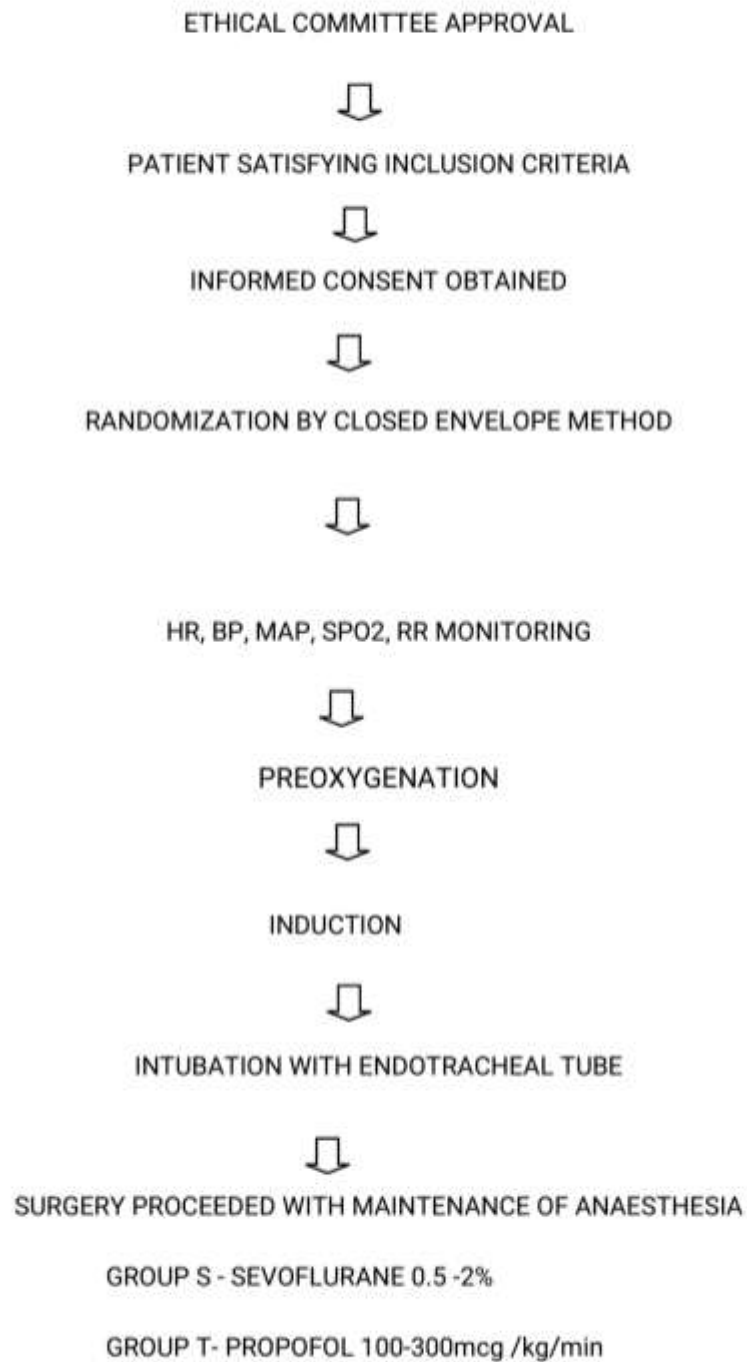 ETHICAL COMMITTEE APPROVAL
PATIENT SATISFYING INCLUSION CRITERIA
INFORMED CONSENT OBTAINED
RANDOMIZATION BY CLOSED ENVELOPE METHOD
HR, BP, MAP, SPO2, RR MONITORING
PREOXYGENATION
INDUCTION
INTUBATION WITH ENDOTRACHEAL TUBE
SURGERY PROCEEDED WITH MAINTENANCE OF ANAESTHESIA
GROUP S - SEVOFLURANE 0.5 -2%
GROUP T- PROPOFOL 100-300mcg /kg/min